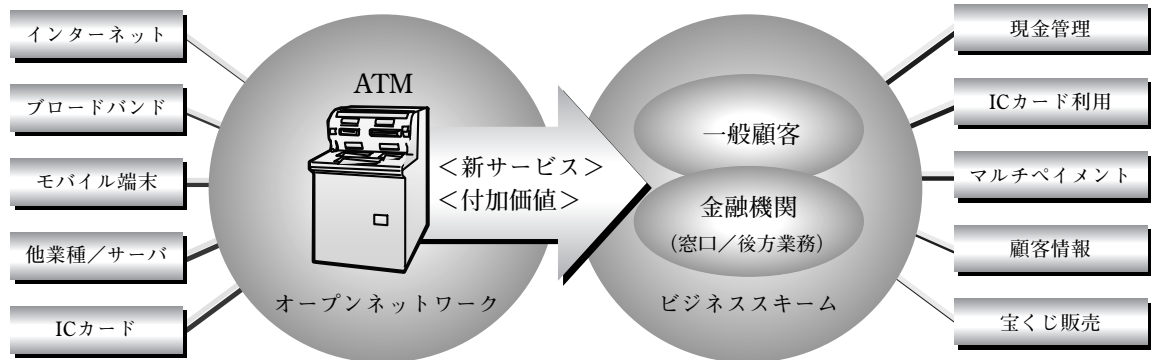 インターネット
ブロードバンド
モバイル端末
他業種／サーバ
ICカード
ATM
＜新サービス＞
＜付加価値＞
オープンネットワーク
一般顧客
金融機関
（窓口／後方業務）
ビジネススキーム
現金管理
ICカード利用
マルチペイメント
顧客情報
宝くじ販売